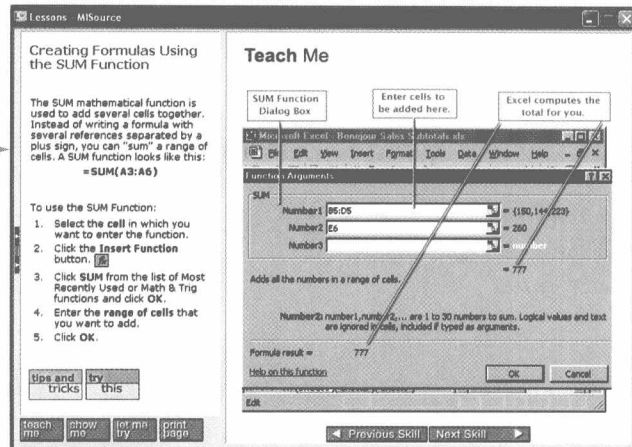 Lessons - MISource
Creating Formulas Using
the SUM Function
The SUM mathematical function is
used to add several cells together.
Instead of writing a formula with
several references separated by a
plus sign, you can "sum" a range of
cells. A SUM function looks like this:
=SUM(A3:A6)
To use the SUM Function:
1. Select the cell in which you
want to enter the function.
2. Click the Insert Function
button.
3. Click SUM from the list of Most
Recently Used or Math & Trig
functions and click OK.
4. Enter the range of cells that
you want to add.
5. Click OK.
tips and
tricks
try
this
teach
me
show
me
let me
try
print
page
Teach Me
SUM Function
Dialog Box
Enter cells to
be added here.
Excel computes the
total for you.
Microsoft Excel - Bonjour Sales Subtotals.xls
File Edit View Insert Format Tools Data Window Help
Function Arguments
SUM
Number1 B5:D5 = {150,144,223}
Number2 E6 = 260
Number3 = number
= 777
Adds all the numbers in a range of cells.
Number2: number1,number2,... are 1 to 30 numbers to sum. Logical values and text
are ignored in cells, included if typed as arguments.
Formula result = 777
Help on this function
OK
Cancel
Edit
Previous Skill
Next Skill